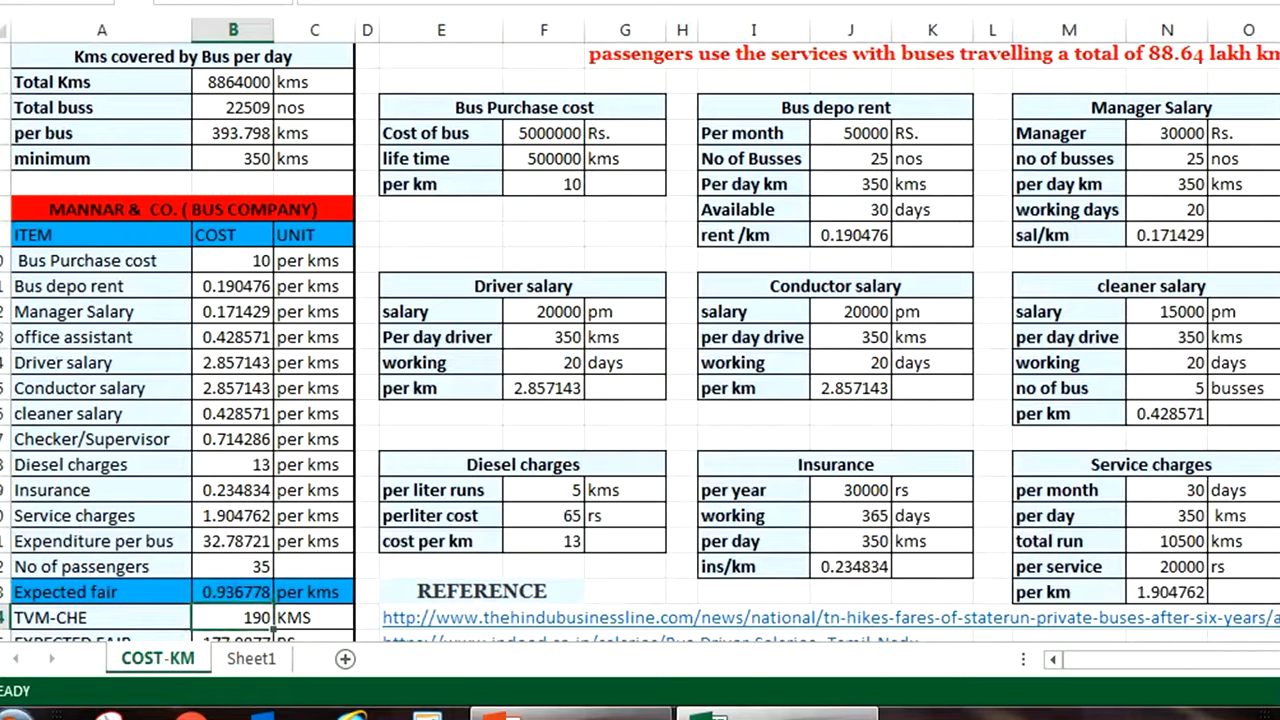 A B C D E F G H I J K L M N O
Kms covered by Bus per day
Total Kms 8864000 kms
Total buss 22509 nos
per bus 393.798 kms
minimum 350 kms
MANNAR & CO. ( BUS COMPANY)
ITEM COST UNIT
Bus Purchase cost 10 per kms
Bus depo rent 0.190476 per kms
Manager Salary 0.171429 per kms
office assistant 0.428571 per kms
Driver salary 2.857143 per kms
Conductor salary 2.857143 per kms
cleaner salary 0.428571 per kms
Checker/Supervisor 0.714286 per kms
Diesel charges 13 per kms
Insurance 0.234834 per kms
Service charges 1.904762 per kms
Expenditure per bus 32.78721 per kms
No of passengers 35
Expected fair 0.936778 per kms
TVM-CHE 190 KMS
passengers use the services with buses travelling a total of 88.64 lakh km
Bus Purchase cost
Cost of bus 5000000 Rs.
life time 500000 kms
per km 10
Bus depo rent
Per month 50000 RS.
No of Busses 25 nos
Per day km 350 kms
Available 30 days
rent /km 0.190476
Manager Salary
Manager 30000 Rs.
no of busses 25 nos
per day km 350 kms
working days 20
sal/km 0.171429
Driver salary
salary 20000 pm
Per day driver 350 kms
working 20 days
per km 2.857143
Conductor salary
salary 20000 pm
per day drive 350 kms
working 20 days
per km 2.857143
cleaner salary
salary 15000 pm
per day drive 350 kms
working 20 days
no of bus 5 busses
per km 0.428571
Diesel charges
per liter runs 5 kms
perliter cost 65 rs
cost per km 13
Insurance
per year 30000 rs
working 365 days
per day 350 kms
ins/km 0.234834
Service charges
per month 30 days
per day 350 kms
total run 10500 kms
per service 20000 rs
per km 1.904762
REFERENCE
http://www.thehindubusinessline.com/news/national/tn-hikes-fares-of-staterun-private-buses-after-six-years/a
COST-KM Sheet1
EADY